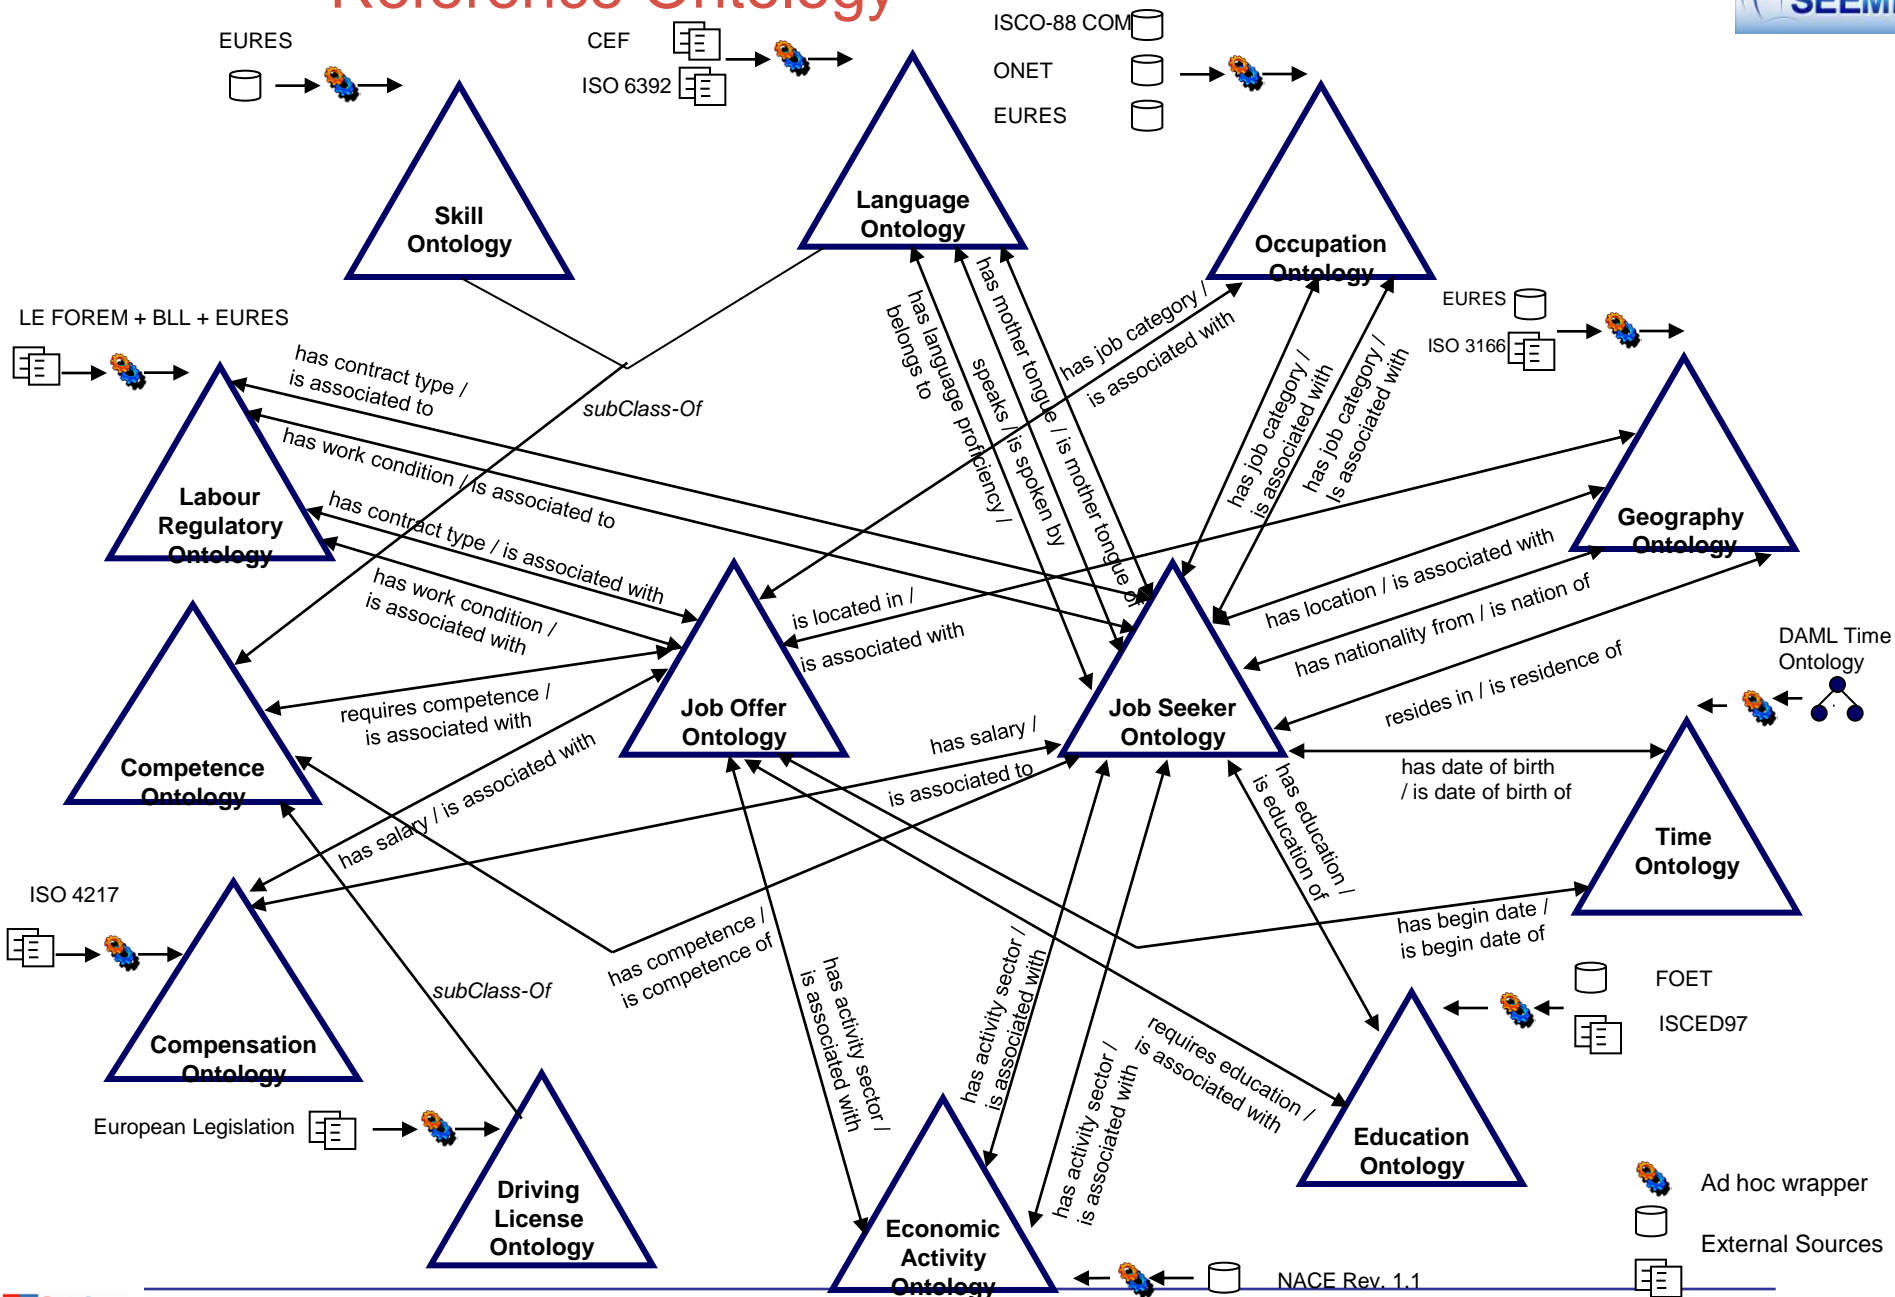 Reference Ontology
SEEMP
EURES
CEF
ISO 6392
ISCO-88 COM
ONET
EURES
Skill
Ontology
Language
Ontology
Occupation
Ontology
EURES
ISO 3166
LE FOREM + BLL + EURES
has contract type /
is associated to
subClass-Of
has work condition / is associated to
has language proficiency /
belongs to
speaks / is spoken by
has mother tongue / is mother tongue of
has job category /
is associated with
has job category /
is associated with
has job category /
is associated with
Labour
Regulatory
Ontology
has contract type / is associated with
has work condition /
is associated with
Geography
Ontology
is located in /
is associated with
has location / is associated with
has nationality from / is nation of
resides in / is residence of
DAML Time
Ontology
requires competence /
is associated with
Job Offer
Ontology
Job Seeker
Ontology
Competence
Ontology
has salary / is associated with
has salary /
is associated to
has education /
is education of
has date of birth
/ is date of birth of
Time
Ontology
ISO 4217
has competence /
is competence of
has begin date /
is begin date of
subClass-Of
has activity sector /
is associated with
has activity sector /
is associated with
has activity sector /
is associated with
requires education /
is associated with
FOET
ISCED97
Compensation
Ontology
European Legislation
Driving
License
Ontology
Economic
Activity
Ontology
Education
Ontology
NACE Rev. 1.1
Ad hoc wrapper
External Sources